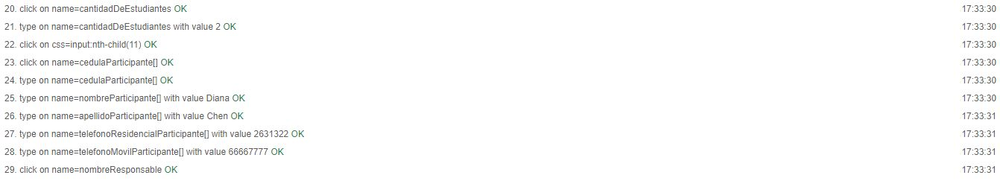 20. click on name=cantidadDeEstudiantes OK 17:33:30
21. type on name=cantidadDeEstudiantes with value 2 OK 17:33:30
22. click on css=input:nth-child(11) OK 17:33:30
23. click on name=cedulaParticipante[] OK 17:33:30
24. type on name=cedulaParticipante[] OK 17:33:30
25. type on name=nombreParticipante[] with value Diana OK 17:33:30
26. type on name=apellidoParticipante[] with value Chen OK 17:33:31
27. type on name=telefonoResidencialParticipante[] with value 2631322 OK 17:33:31
28. type on name=telefonoMovilParticipante[] with value 66667777 OK 17:33:31
29. click on name=nombreResponsable OK 17:33:31